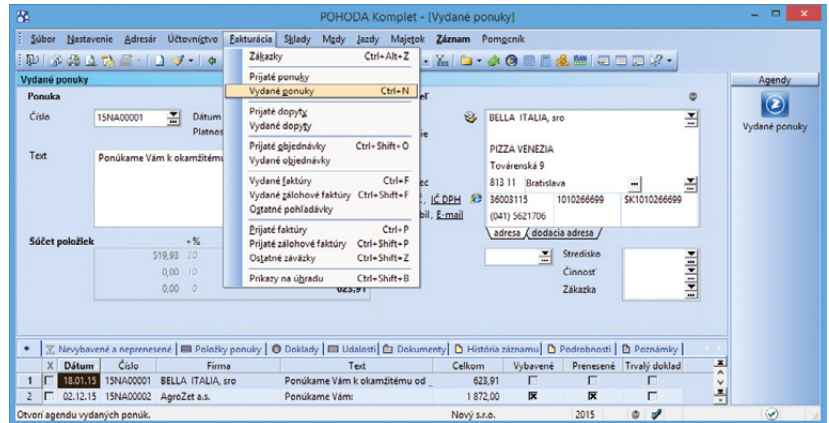 POHODA Komplet - [Vydané ponuky]
Súbor Nastavenie Adresár Účtovníctvo Fakturácia Sklady Mzdy Jazdy Majetok Záznam Pomocník
Vydané ponuky
Agendy
Vydané ponuky
Ponuka
Číslo 15NA00001 Dátum
Platnos
Text Ponúkame Vám k okamžitému
Súčet položiek +%
519,93 20
0,00 10
0,00 0 623,91
Zákazky Ctrl+Alt+Z
Prijaté ponuky
Vydané ponuky Ctrl+N
Prijaté dopyty
Vydané dopyty
Prijaté objednávky Ctrl+Shift+O
Vydané objednávky
Vydané faktúry Ctrl+F
Vydané zálohové faktúry Ctrl+Shift+F
Ostatné pohľadávky
Prijaté faktúry Ctrl+P
Prijaté zálohové faktúry Ctrl+Shift+P
Ostatné záväzky Ctrl+Shift+Z
Príkazy na úhradu Ctrl+Shift+B
BELLA ITALIA, sro
PIZZA VENEZIA
Továrenská 9
813 11 Bratislava
IČ DPH 36003115 1010266699 SK1010266699
E-mail (041) 5621706
adresa dodacia adresa
Stredisko
Činnosť
Zákazka
Nevybavené a neprenesené Položky ponuky Doklady Udalosti Dokumenty História záznamu Podrobnosti Poznámky
X Dátum Číslo Firma Text Celkom Vybavené Prenesené Trvalý doklad
1 18.01.15 15NA00001 BELLA ITALIA, sro Ponúkame Vám k okamžitému od _ 623,91
2 02.12.15 15NA00002 AgroZet a.s. Ponúkame Vám: 1 872,00
Otvorí agendu vydaných ponúk. Nový s.r.o. 2015 @